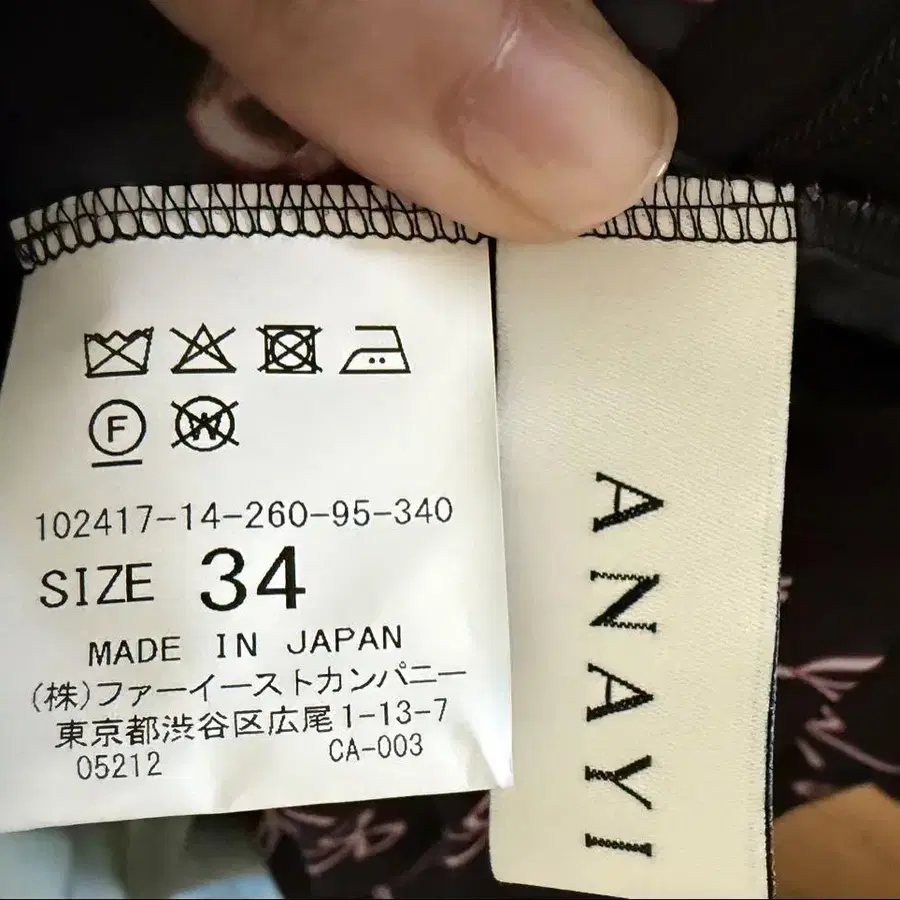 F
W
102417-14-260-95-340
SIZE 34
MADE IN JAPAN
(株)ファーイーストカンパニー
東京都渋谷区広尾1-13-7
05212 CA-003
ANAYI